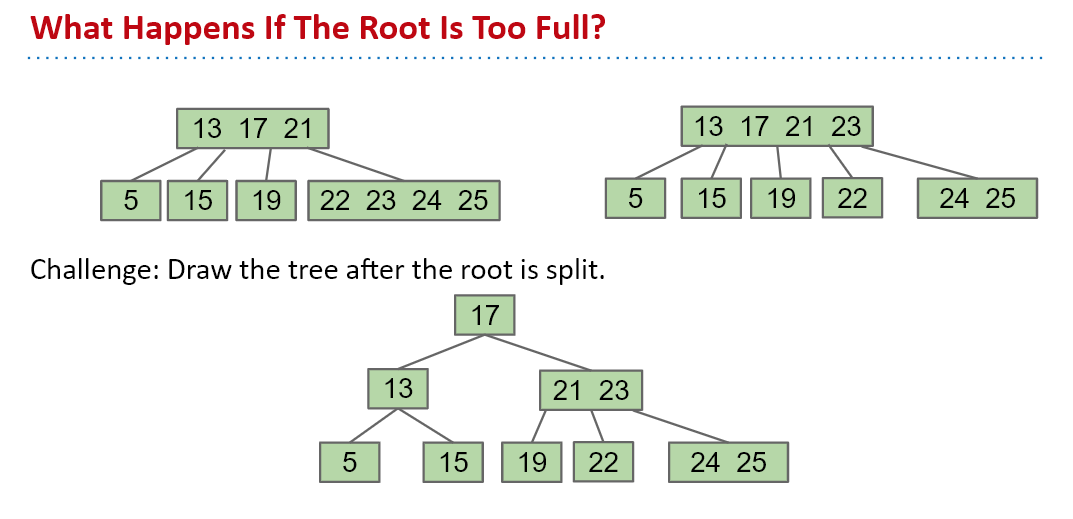 What Happens If The Root Is Too Full?
13 17 21
5 15 19 22 23 24 25
13 17 21 23
5 15 19 22 24 25
Challenge: Draw the tree after the root is split.
17
13 21 23
5 15 19 22 24 25